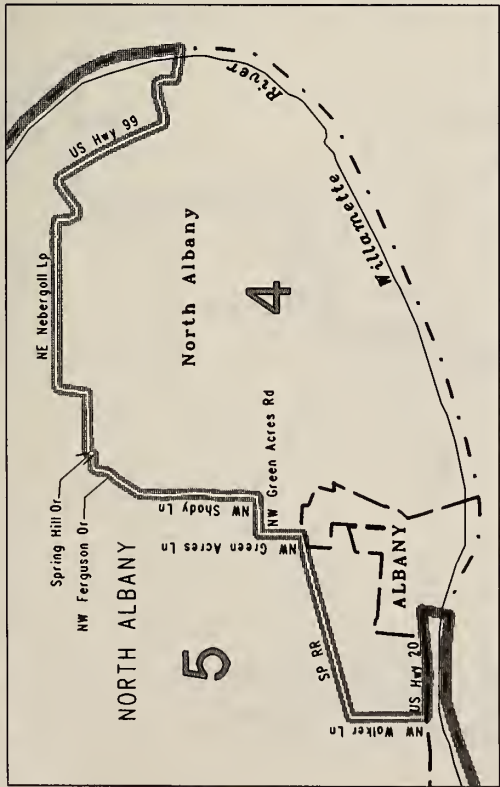 US Hwy 99
River
NE Nebergoll Lp
North Albany
4
Willamette
Spring Hill Dr
NW Ferguson Dr
NW Shady Ln
NW Green Acres Rd
NORTH ALBANY
5
NW Green Acres Ln
ALBANY
SP RR
US Hwy 20
NW Walker Ln